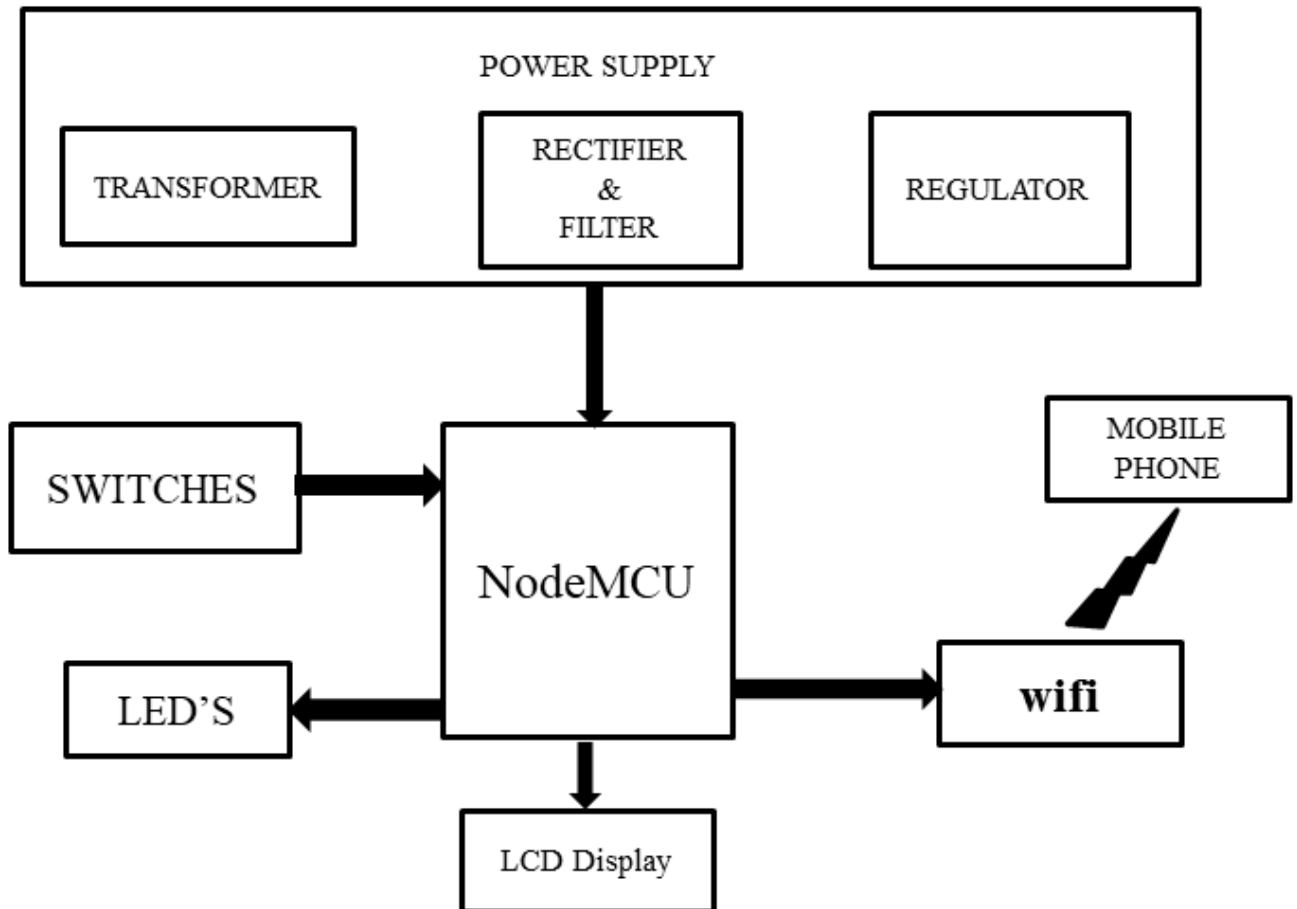 POWER SUPPLY
TRANSFORMER
RECTIFIER
&
FILTER
REGULATOR
SWITCHES
MOBILE
PHONE
NodeMCU
LED’S
wifi
LCD Display